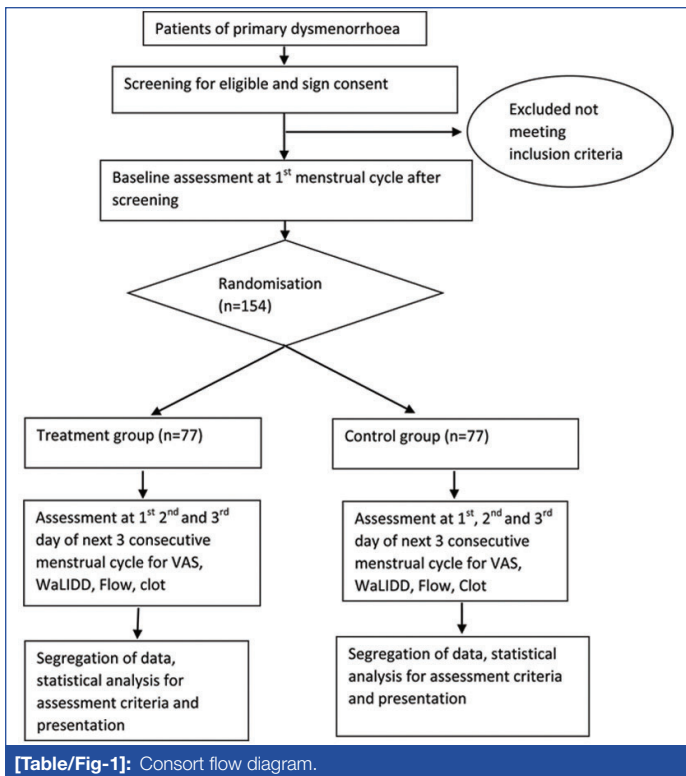 Patients of primary dysmenorrhoea
Screening for eligible and sign consent
Excluded not
meeting
inclusion criteria
Baseline assessment at 1st menstrual cycle after
screening
Randomisation
(n=154)
Treatment group (n=77)
Control group (n=77)
Assessment at 1st 2nd and 3rd
day of next 3 consecutive
menstrual cycle for VAS,
WaLIDD, Flow, clot
Assessment at 1st, 2nd and 3rd
day of next 3 consecutive
menstrual cycle for VAS,
WaLIDD, Flow, Clot
Segregation of data,
statistical analysis for
assessment criteria and
presentation
Segregation of data, statistical
analysis for assessment criteria
and presentation
[Table/Fig-1]: Consort flow diagram.